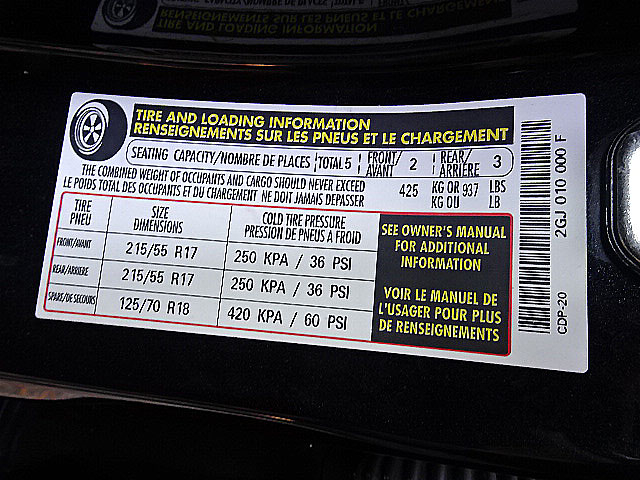 TIRE AND LOADING INFORMATION
RENSEIGNEMENTS SUR LES PNEUS ET LE CHARGEMENT
SEATING CAPACITY/NOMBRE DE PLACES TOTAL 5 FRONT/AVANT 2 REAR/ARRIÈRE 3
THE COMBINED WEIGHT OF OCCUPANTS AND CARGO SHOULD NEVER EXCEED 425 KG OR 937 LBS
LE POIDS TOTAL DES OCCUPANTS ET DU CHARGEMENT NE DOIT JAMAIS DEPASSER KG OU LB
TIRE
PNEU
SIZE
DIMENSIONS
COLD TIRE PRESSURE
PRESSION DE PNEUS A FROID
FRONT/AVANT 215/55 R17 250 KPA / 36 PSI
REAR/ARRIERE 215/55 R17 250 KPA / 36 PSI
SPARE/DE SECOURS 125/70 R18 420 KPA / 60 PSI
SEE OWNER'S MANUAL
FOR ADDITIONAL
INFORMATION
VOIR LE MANUEL DE
L'USAGER POUR PLUS
DE RENSEIGNEMENTS
2GJ 010 000 F
CDP-20